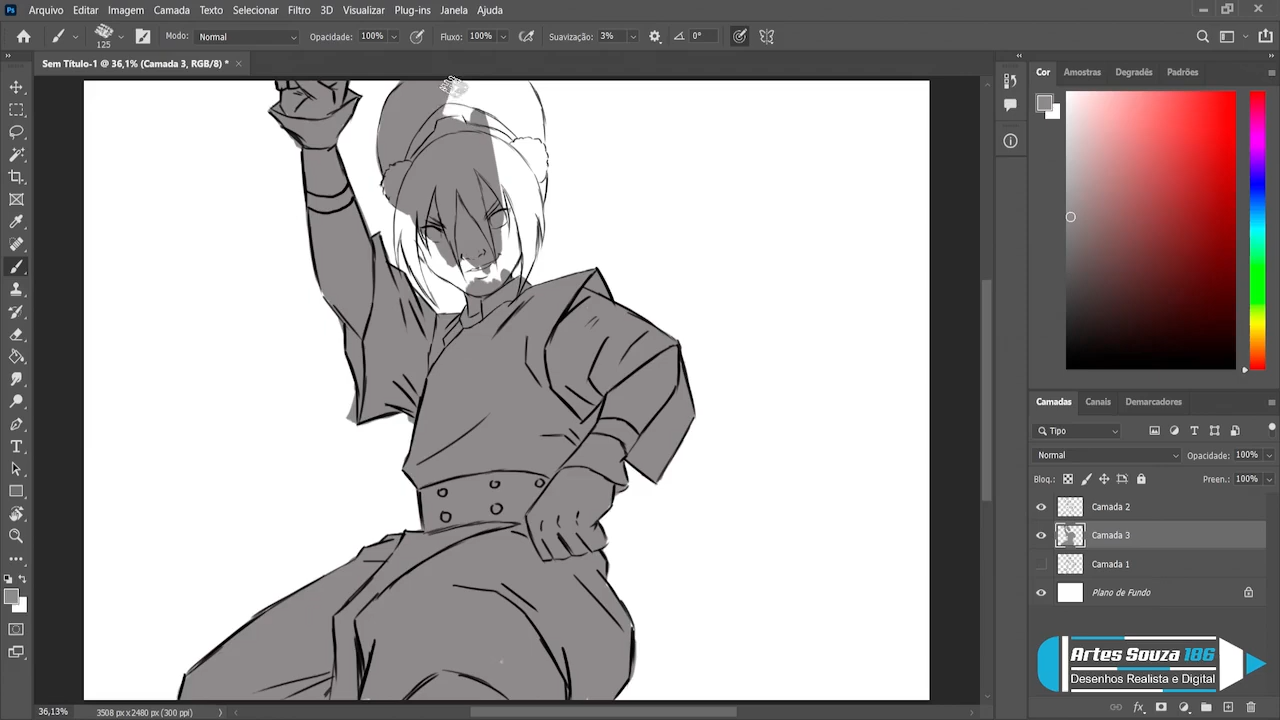 Ps Arquivo Editar Imagem Camada Texto Selecionar Filtro 3D Visualizar Plug-ins Janela Ajuda
125 Modo: Normal Opacidade: 100% Fluxo: 100% Suavização: 3% 0°
Sem Título-1 @ 36,1% (Camada 3, RGB/8) * ×
Cor Amostras Degradês Padrões
Camadas Canais Demarcadores
Tipo
Normal Opacidade: 100%
Bloq.: Preen.: 100%
Camada 2
Camada 3
Camada 1
Plano de Fundo
Artes Souza 186
Desenhos Realista e Digital
36,13% 3508 px x 2480 px (300 ppi)
fx